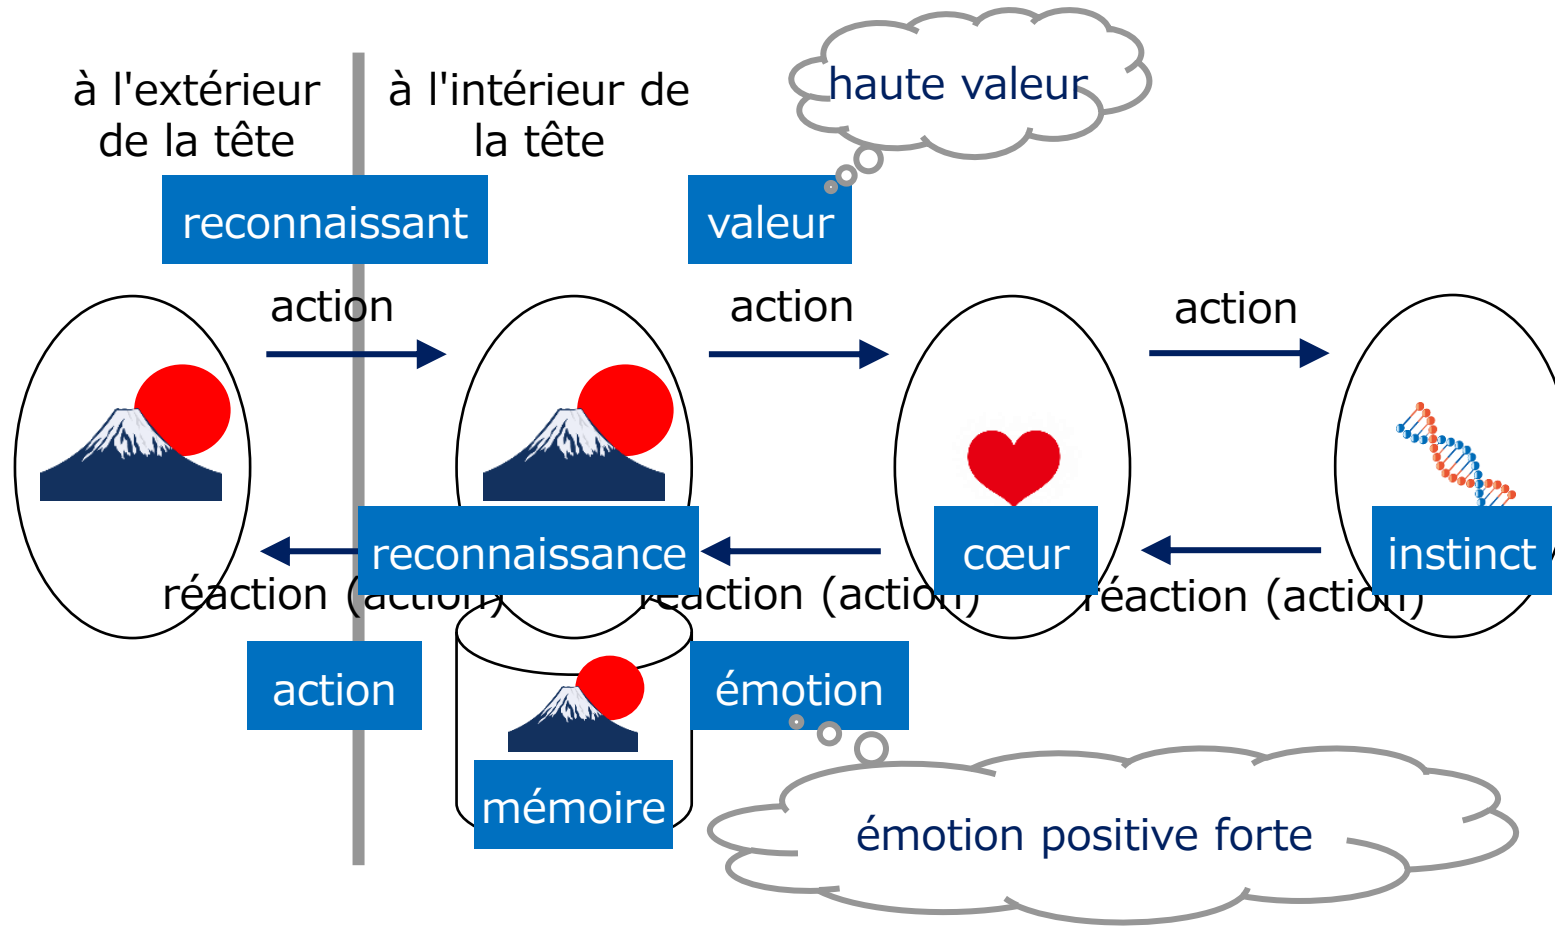 à l'extérieur
de la tête
à l'intérieur de
la tête
haute valeur
reconnaissant
valeur
action
action
action
reconnaissance
cœur
instinct
réaction (action)
réaction (action)
réaction (action)
action
émotion
mémoire
émotion positive forte